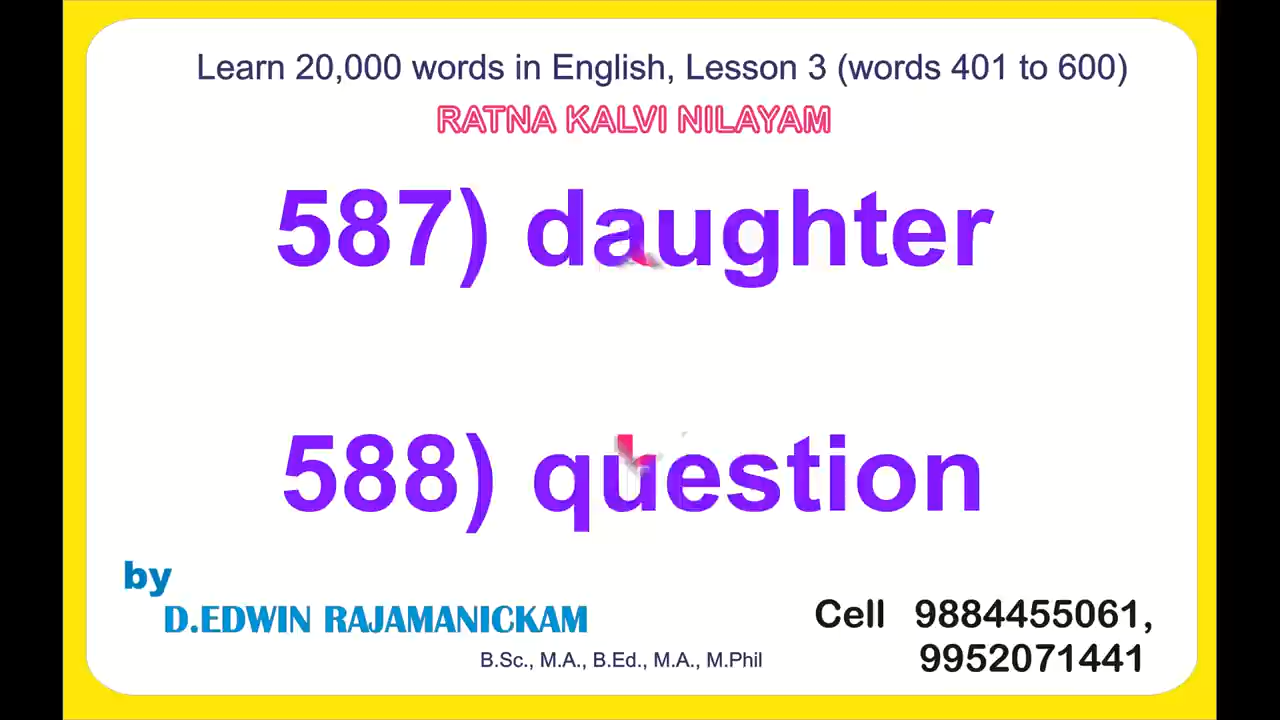 Learn 20,000 words in English, Lesson 3 (words 401 to 600)
RATNA KALVI NILAYAM
587) daughter
588) question
by
D.EDWIN RAJAMANICKAM
B.Sc., M.A., B.Ed., M.A., M.Phil
Cell 9884455061,
9952071441